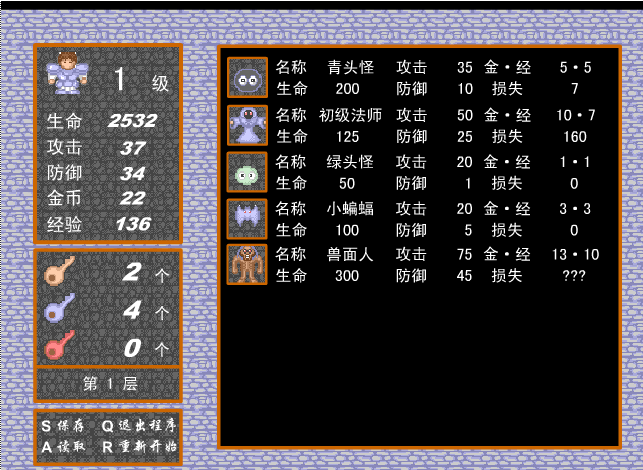 1 级
生命 2532
攻击 37
防御 34
金币 22
经验 136
2 个
4 个
0 个
第 1 层
S 保存 Q 退出程序
A 读取 R 重新开始
名称 青头怪 攻击 35 金·经 5·5
生命 200 防御 10 损失 7
名称 初级法师 攻击 50 金·经 10·7
生命 125 防御 25 损失 160
名称 绿头怪 攻击 20 金·经 1·1
生命 50 防御 1 损失 0
名称 小蝙蝠 攻击 20 金·经 3·3
生命 100 防御 5 损失 0
名称 兽面人 攻击 75 金·经 13·10
生命 300 防御 45 损失 ???